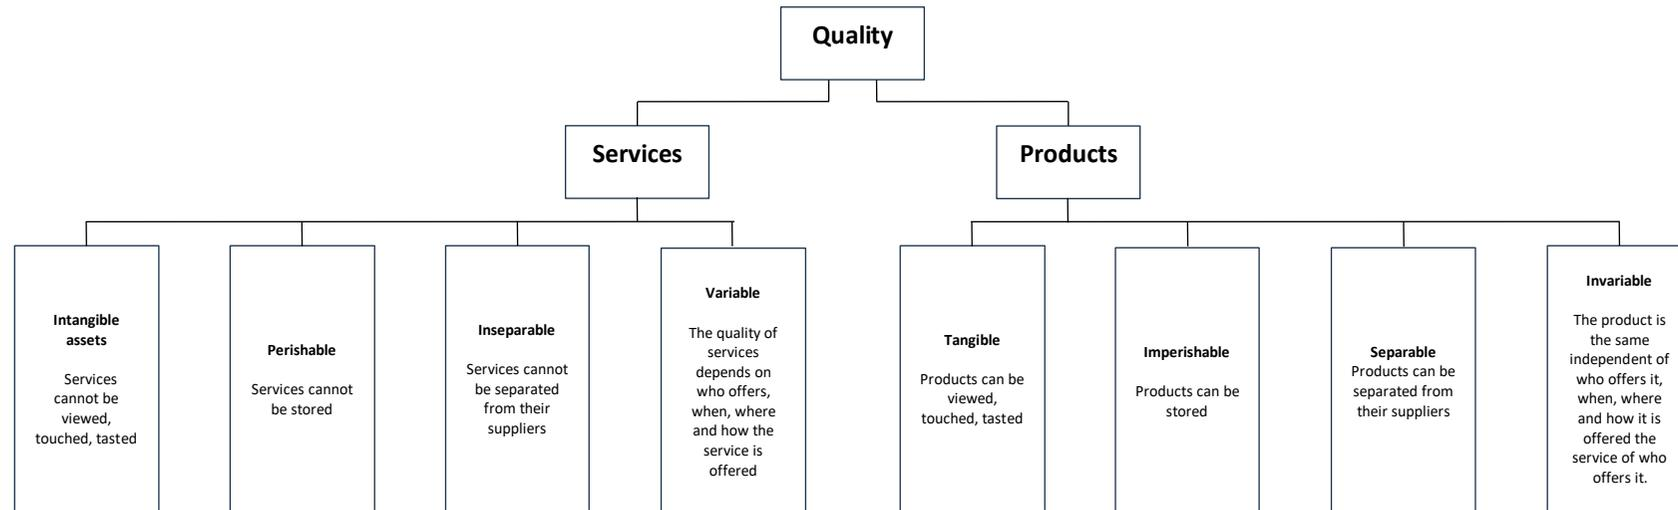 Quality
Services
Products
Intangible
assets
Services
cannot be
viewed,
touched, tasted
Perishable
Services cannot
be stored
Inseparable
Services cannot
be separated
from their
suppliers
Variable
The quality of
services
depends on
who offers,
when, where
and how the
service is
offered
Tangible
Products can be
viewed,
touched, tasted
Imperishable
Products can be
stored
Separable
Products can be
separated from
their suppliers
Invariable
The product is
the same
independent of
who offers it,
when, where
and how it is
offered the
service of who
offers it.